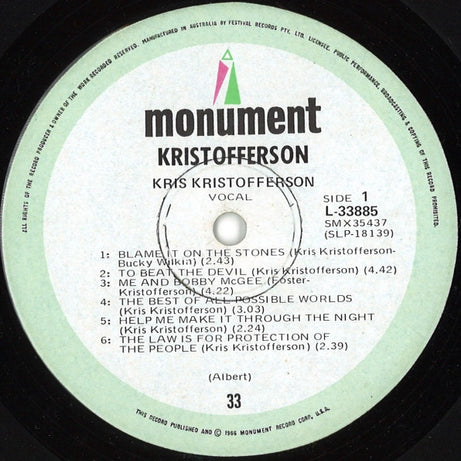 ALL RIGHTS OF THE RECORD PRODUCER & OWNER OF THE WORK RECORDED RESERVED. MANUFACTURED IN AUSTRALIA BY FESTIVAL RECORDS PTY. LTD. LICENSEE. PUBLIC PERFORMANCE, BROADCASTING & COPYING OF THIS RECORD PROHIBITED.
monument
KRISTOFFERSON
KRIS KRISTOFFERSON
VOCAL
SIDE 1
L-33885
SMX35437
(SLP-18139)
1: BLAME IT ON THE STONES (Kris Kristofferson-
Bucky Wilkin) (2.43)
2: TO BEAT THE DEVIL (Kris Kristofferson) (4.42)
3: ME AND BOBBY McGEE (Foster-
Kristofferson) (4.22)
4: THE BEST OF ALL POSSIBLE WORLDS
(Kris Kristofferson) (3.03)
5: HELP ME MAKE IT THROUGH THE NIGHT
(Kris Kristofferson) (2.24)
6: THE LAW IS FOR PROTECTION OF
THE PEOPLE (Kris Kristofferson) (2.39)
(Albert)
33
THIS RECORD PUBLISHED AND © 1966 MONUMENT RECORD CORP. U.S.A.